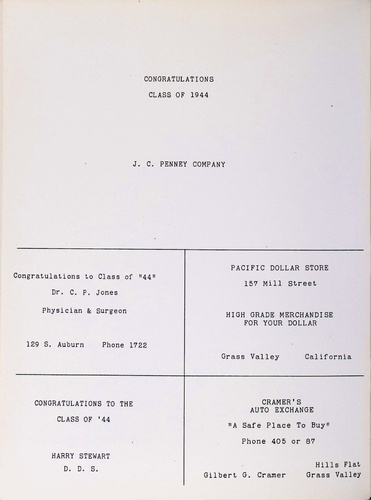 CONGRATULATIONS
CLASS OF 1944
J. C. PENNEY COMPANY
Congratulations to Class of "44"
Dr. C. P. Jones
Physician & Surgeon
129 S. Auburn Phone 1722
PACIFIC DOLLAR STORE
157 Mill Street
HIGH GRADE MERCHANDISE
FOR YOUR DOLLAR
Grass Valley California
CONGRATULATIONS TO THE
CLASS OF '44
HARRY STEWART
D. D. S.
CRAMER'S
AUTO EXCHANGE
"A Safe Place To Buy"
Phone 405 or 87
Hills Flat
Gilbert G. Cramer Grass Valley